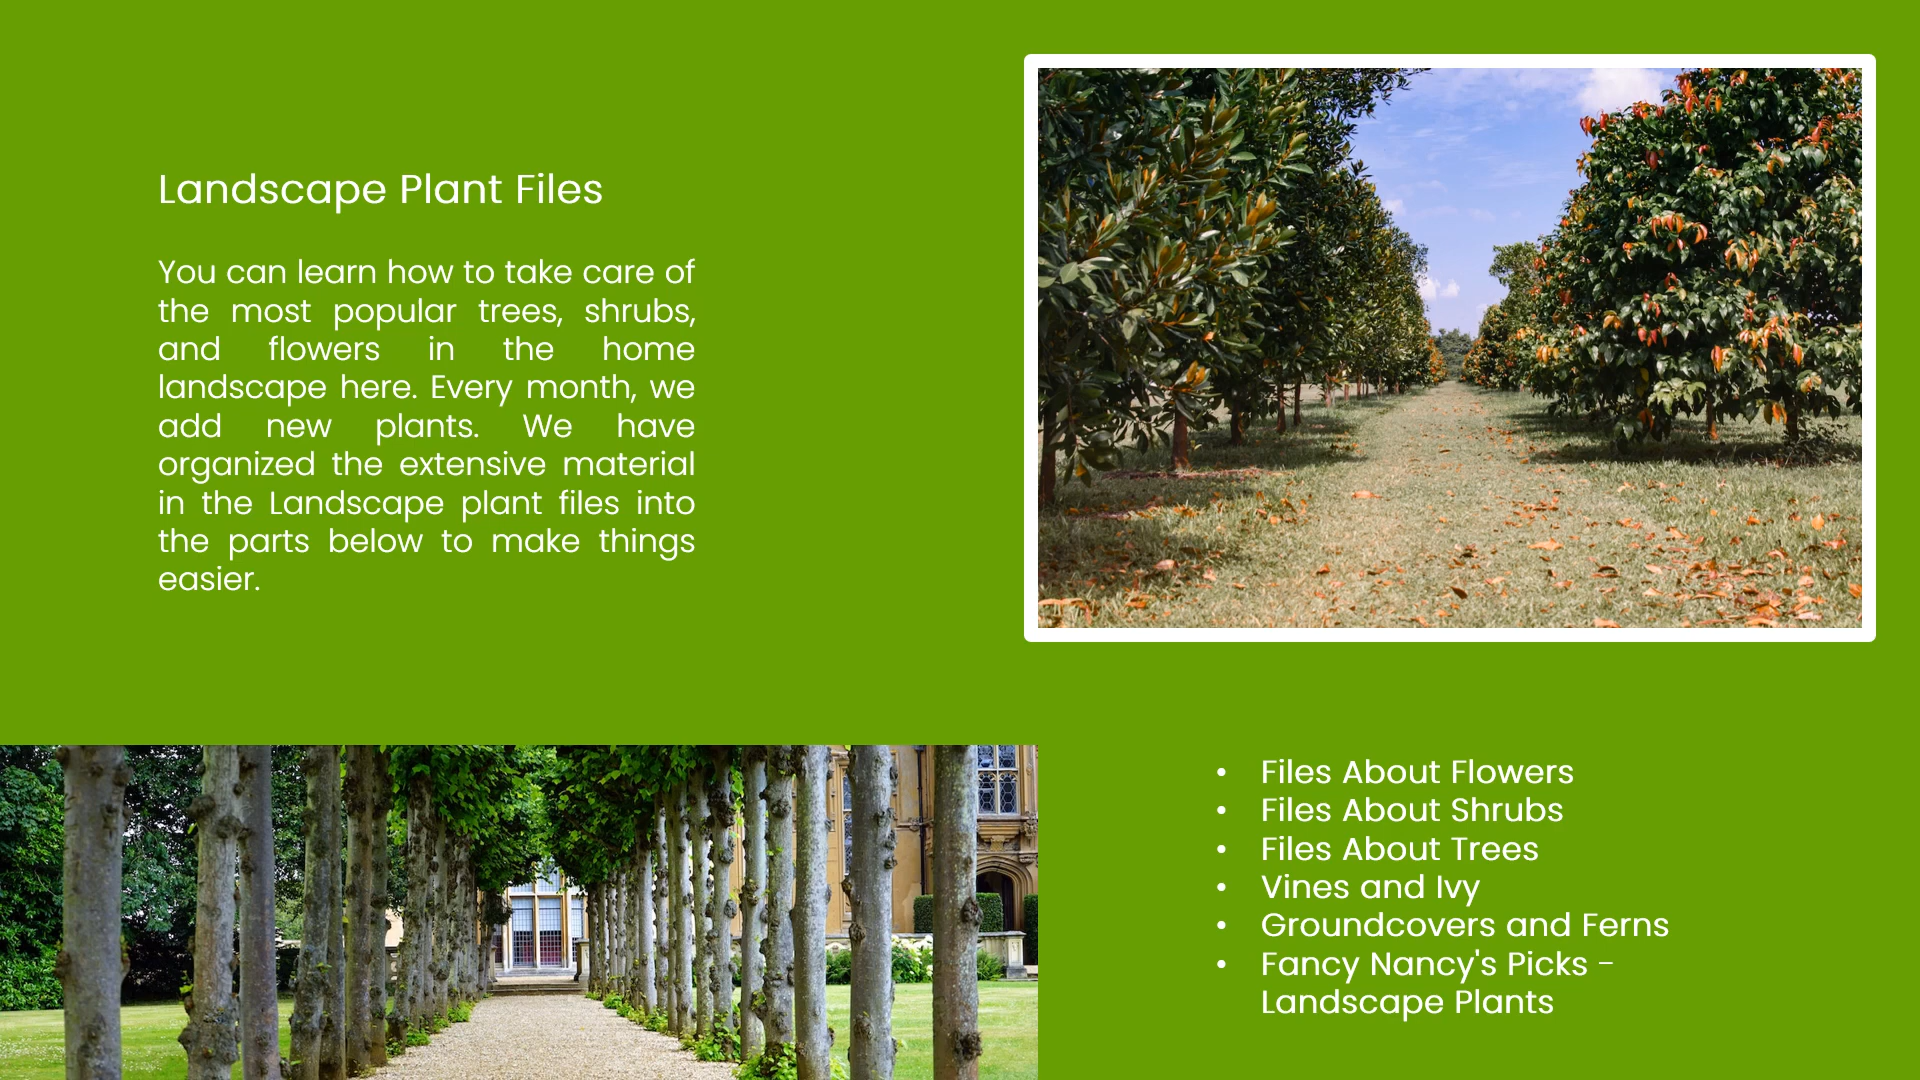 Landscape Plant Files
You can learn how to take care of
the most popular trees, shrubs,
and flowers in the home
landscape here. Every month, we
add new plants. We have
organized the extensive material
in the Landscape plant files into
the parts below to make things
easier.
• Files About Flowers
• Files About Shrubs
• Files About Trees
• Vines and Ivy
• Groundcovers and Ferns
• Fancy Nancy's Picks –
Landscape Plants